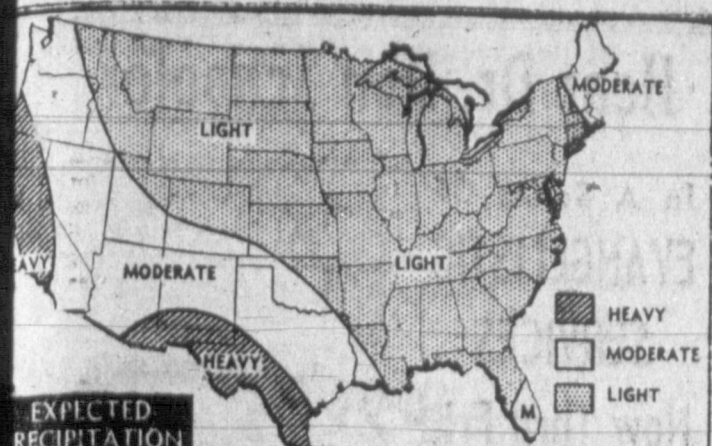 MODERATE
LIGHT
AVY
MODERATE
LIGHT
HEAVY
HEAVY
MODERATE
LIGHT
M
EXPECTED
RECIPITATION